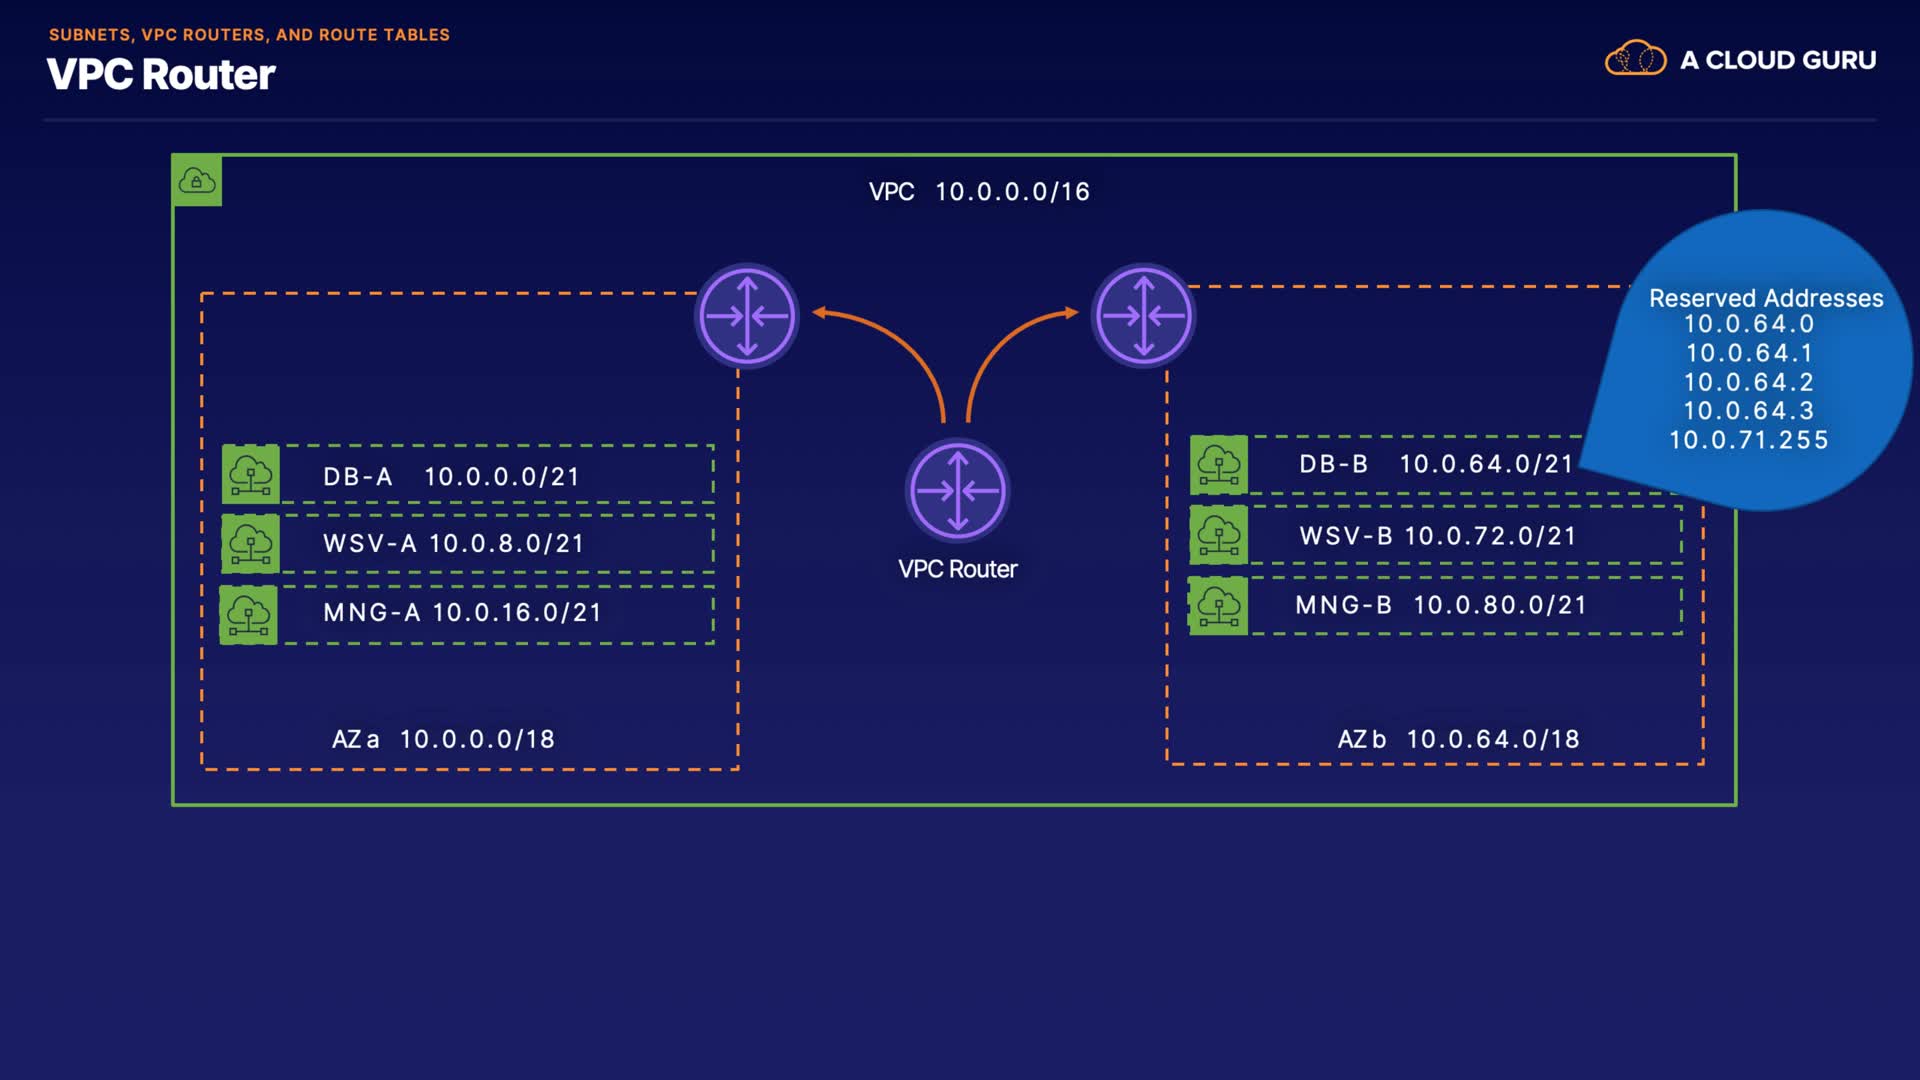 SUBNETS, VPC ROUTERS, AND ROUTE TABLES
VPC Router
A CLOUD GURU
VPC 10.0.0.0/16
Reserved Addresses
10.0.64.0
10.0.64.1
10.0.64.2
10.0.64.3
10.0.71.255
DB-A 10.0.0.0/21
WSV-A 10.0.8.0/21
MNG-A 10.0.16.0/21
AZa 10.0.0.0/18
VPC Router
DB-B 10.0.64.0/21
WSV-B 10.0.72.0/21
MNG-B 10.0.80.0/21
AZb 10.0.64.0/18